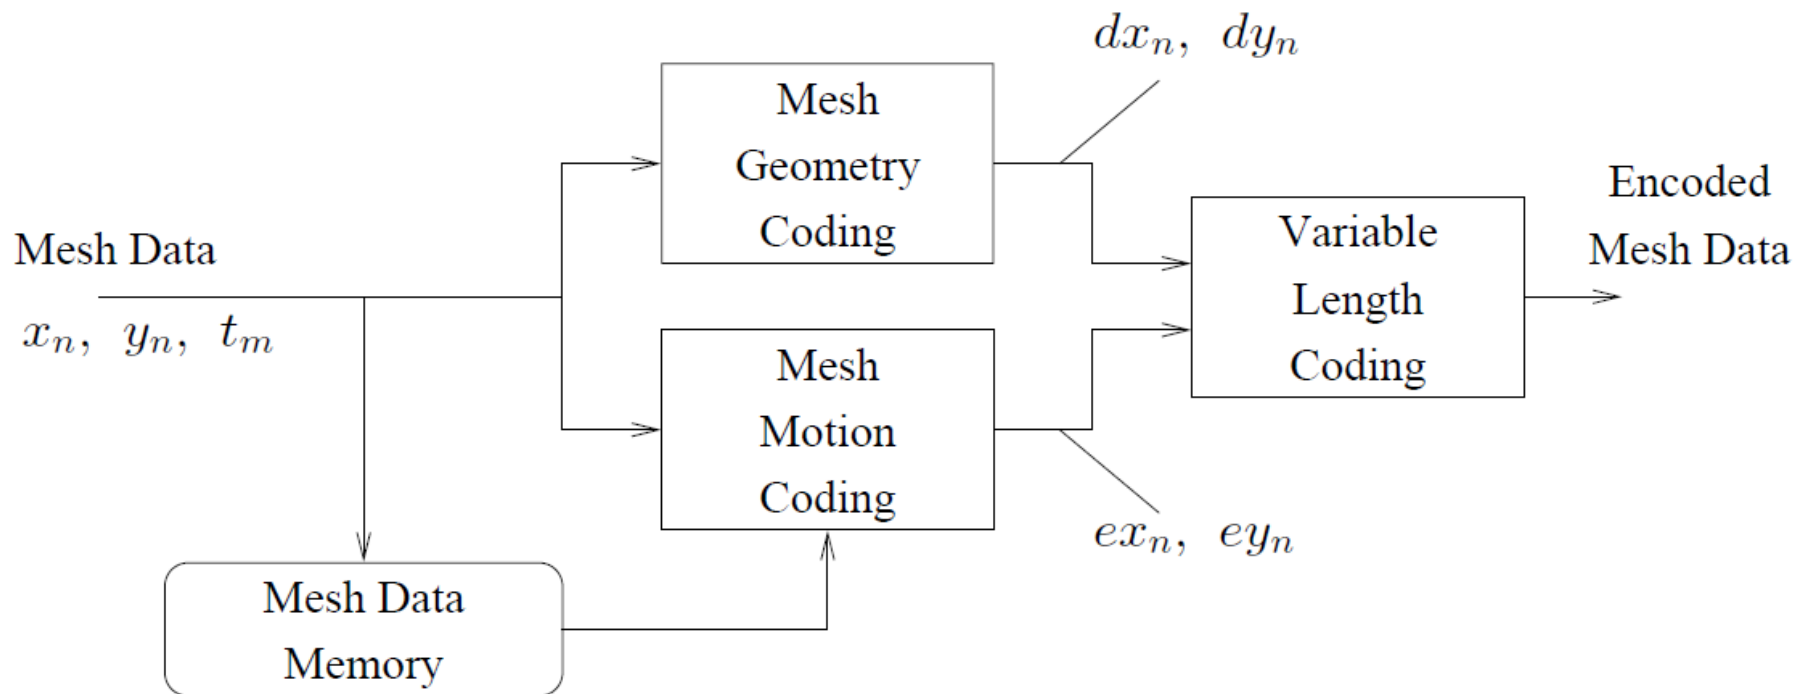 dxₙ, dyₙ
Mesh
Geometry
Coding
Mesh Data
xₙ, yₙ, tₘ
Mesh
Motion
Coding
exₙ, eyₙ
Mesh Data
Memory
Variable
Length
Coding
Encoded
Mesh Data